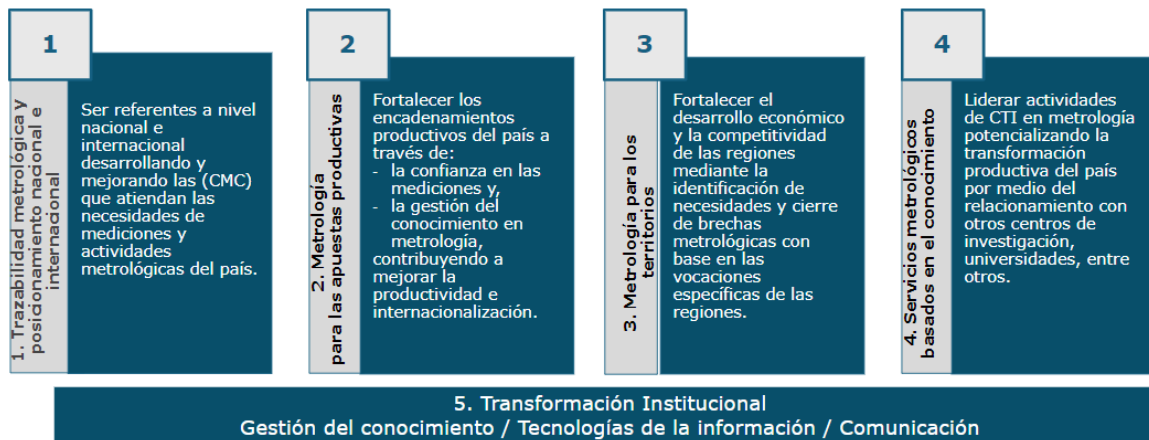 1
1. Trazabilidad metrológica y
posicionamiento nacional e
internacional
Ser referentes a nivel
nacional e
internacional
desarrollando y
mejorando las (CMC)
que atiendan las
necesidades de
mediciones y
actividades
metrológicas del país.
2
2. Metrología
para las apuestas productivas
Fortalecer los
encadenamientos
productivos del país a
través de:
- la confianza en las
mediciones y,
- la gestión del
conocimiento en
metrología,
contribuyendo a
mejorar la
productividad e
internacionalización.
3
3. Metrología para los
territorios
Fortalecer el
desarrollo económico
y la competitividad
de las regiones
mediante la
identificación de
necesidades y cierre
de brechas
metrológicas con
base en las
vocaciones
específicas de las
regiones.
4
4. Servicios metrológicos
basados en el conocimiento
Liderar actividades
de CTI en metrología
potencializando la
transformación
productiva del país
por medio del
relacionamiento con
otros centros de
investigación,
universidades, entre
otros.
5. Transformación Institucional
Gestión del conocimiento / Tecnologías de la información / Comunicación